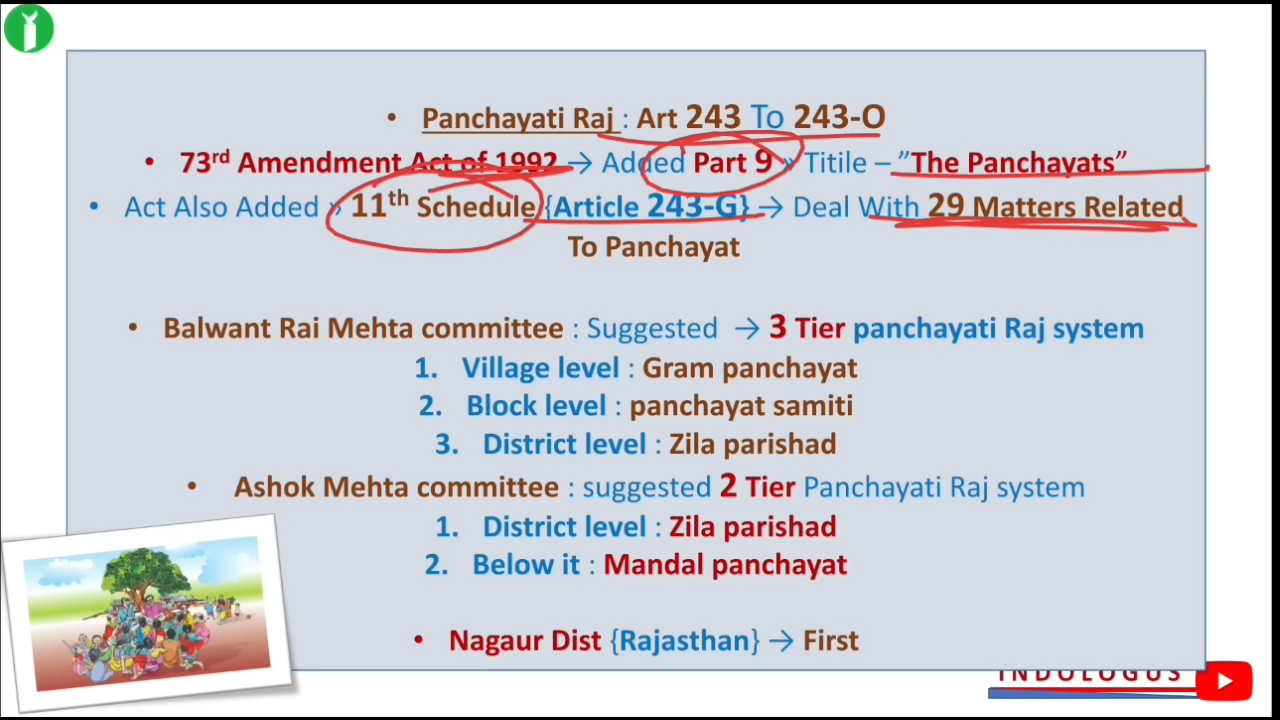 • Panchayati Raj : Art 243 To 243-O
• 73rd Amendment Act of 1992 → Added Part 9 » Titile – ”The Panchayats”
• Act Also Added » 11th Schedule {Article 243-G} → Deal With 29 Matters Related
To Panchayat
• Balwant Rai Mehta committee : Suggested → 3 Tier panchayati Raj system
1. Village level : Gram panchayat
2. Block level : panchayat samiti
3. District level : Zila parishad
• Ashok Mehta committee : suggested 2 Tier Panchayati Raj system
1. District level : Zila parishad
2. Below it : Mandal panchayat
• Nagaur Dist {Rajasthan} → First
INDOLOGUS